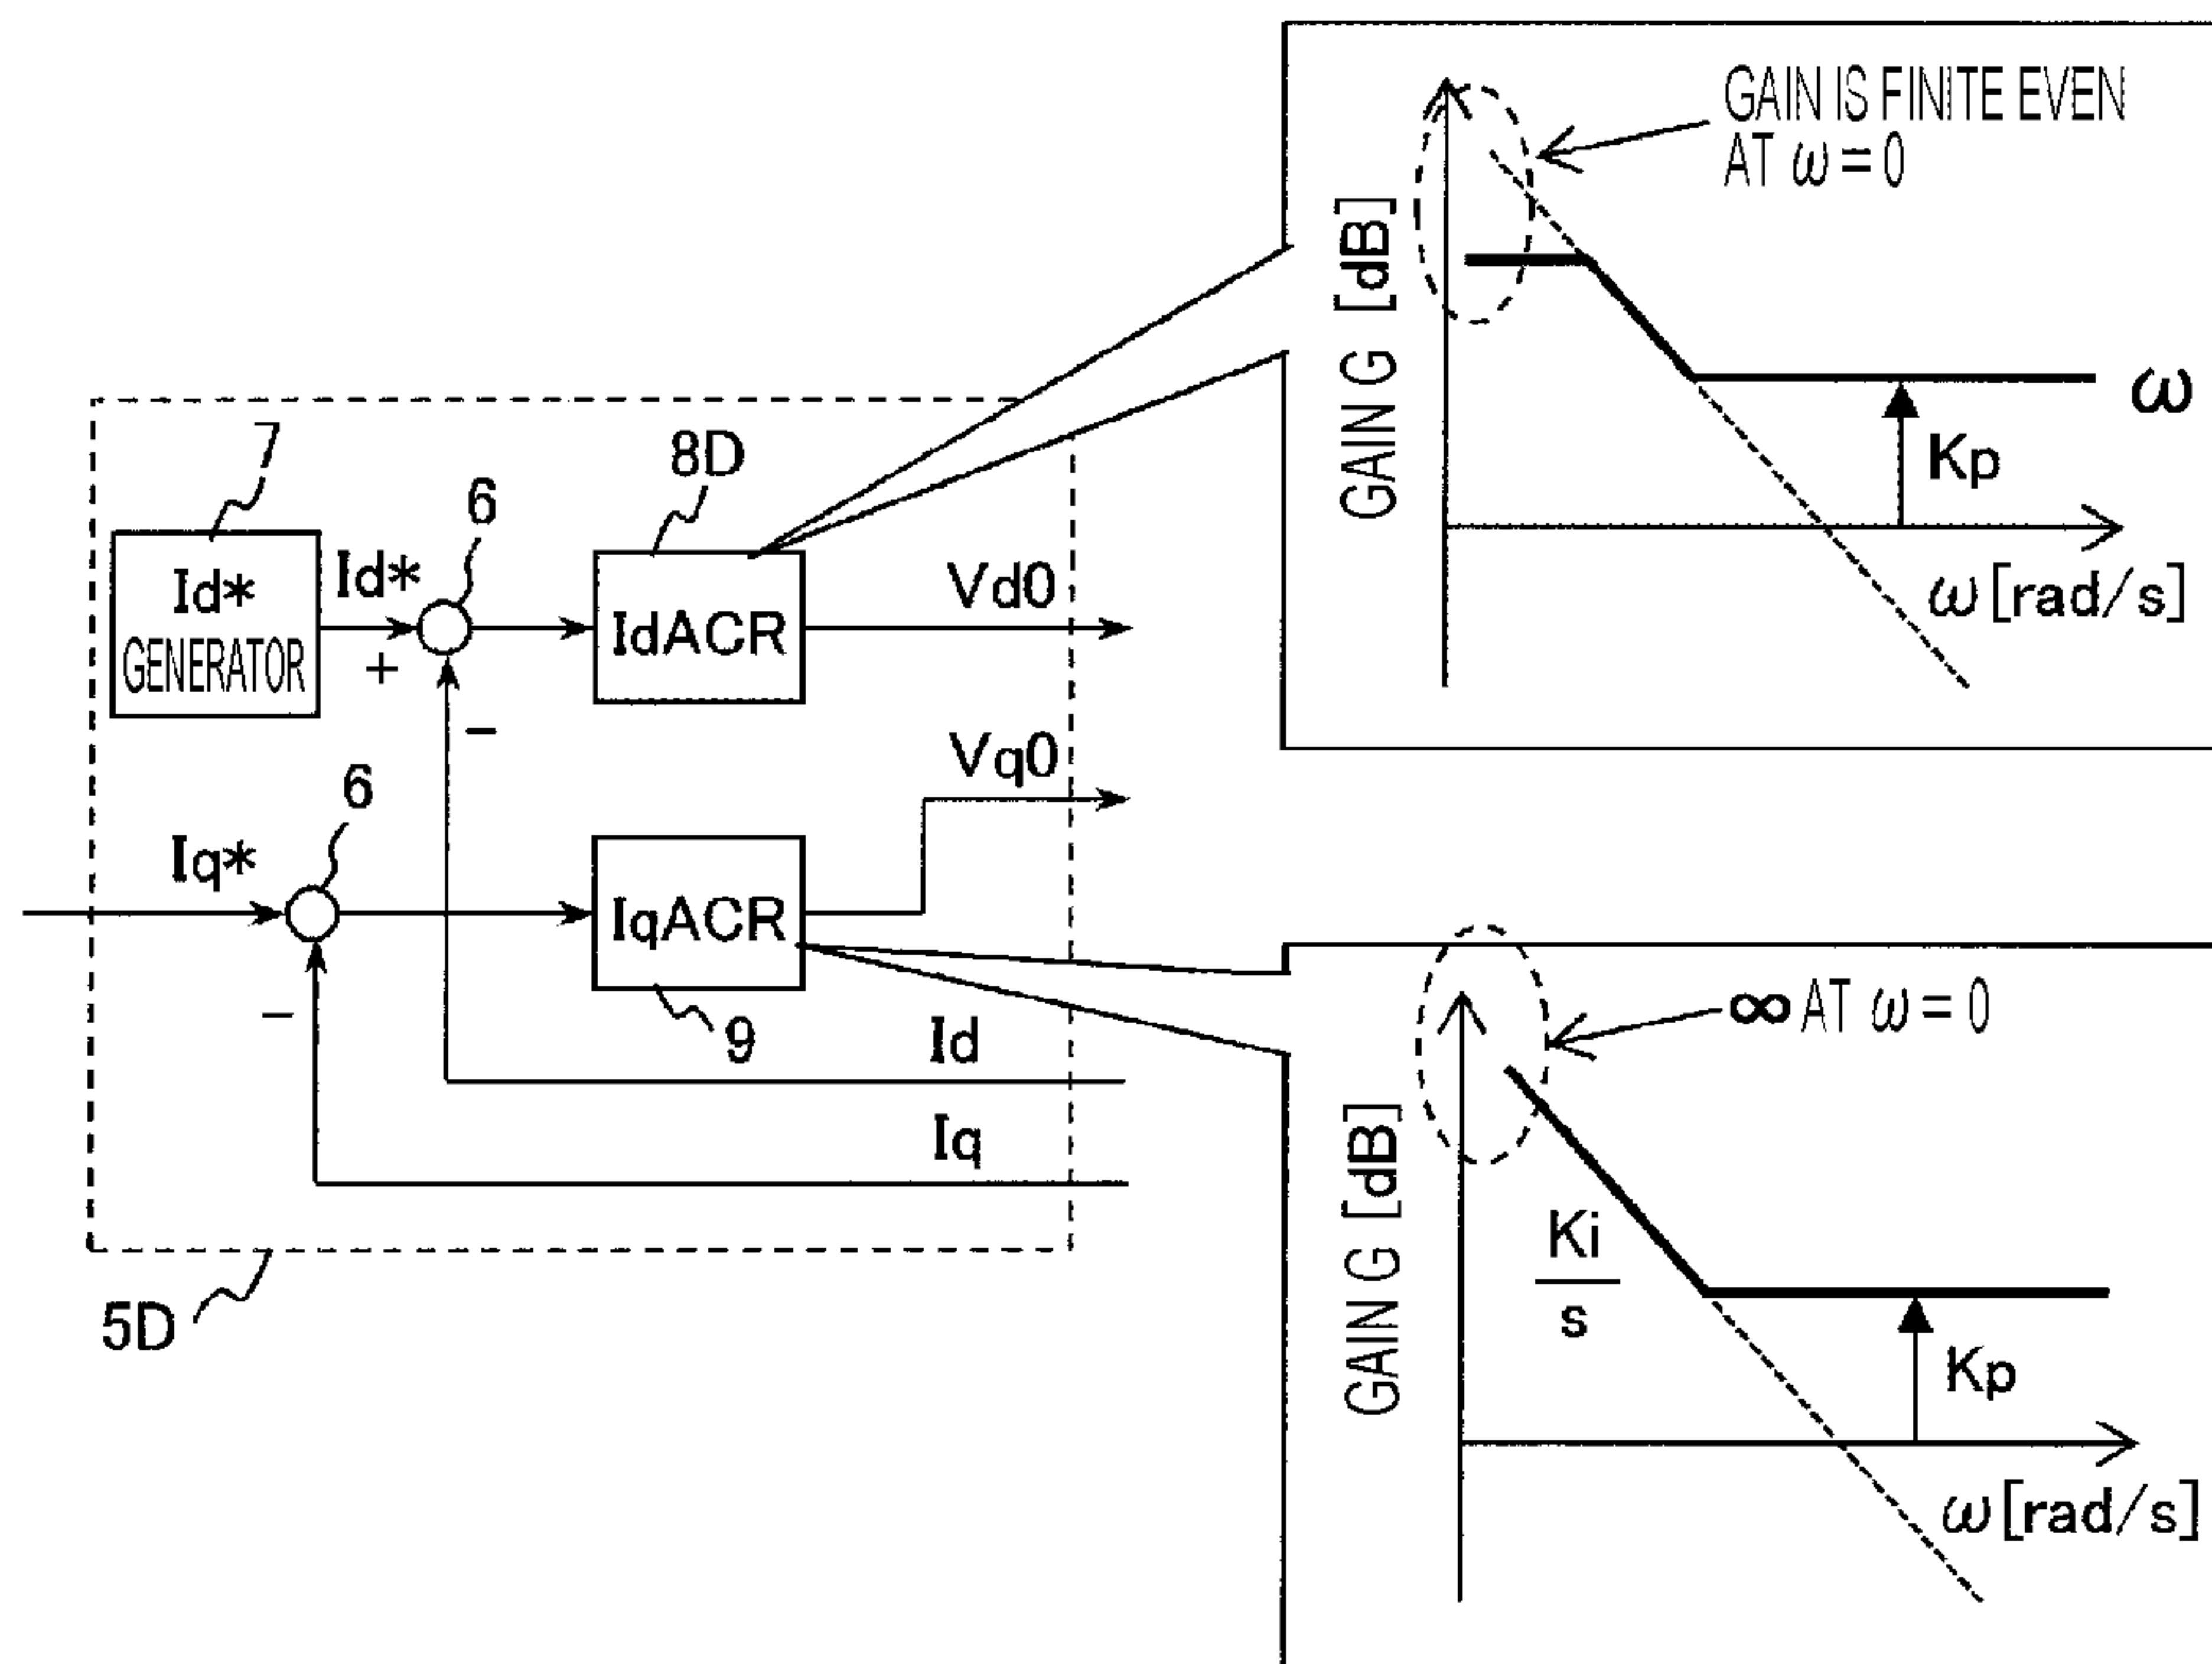 7
Id*
GENERATOR
Id*
+
−
6
8D
IdACR
Vd0
Vq0
6
Iq*
−
IqACR
9
Id
Iq
5D
GAIN IS FINITE EVEN
AT ω = 0
GAIN G [dB]
ω
Kp
ω [rad/s]
∞ AT ω = 0
GAIN G [dB]
Ki
s
Kp
ω [rad/s]